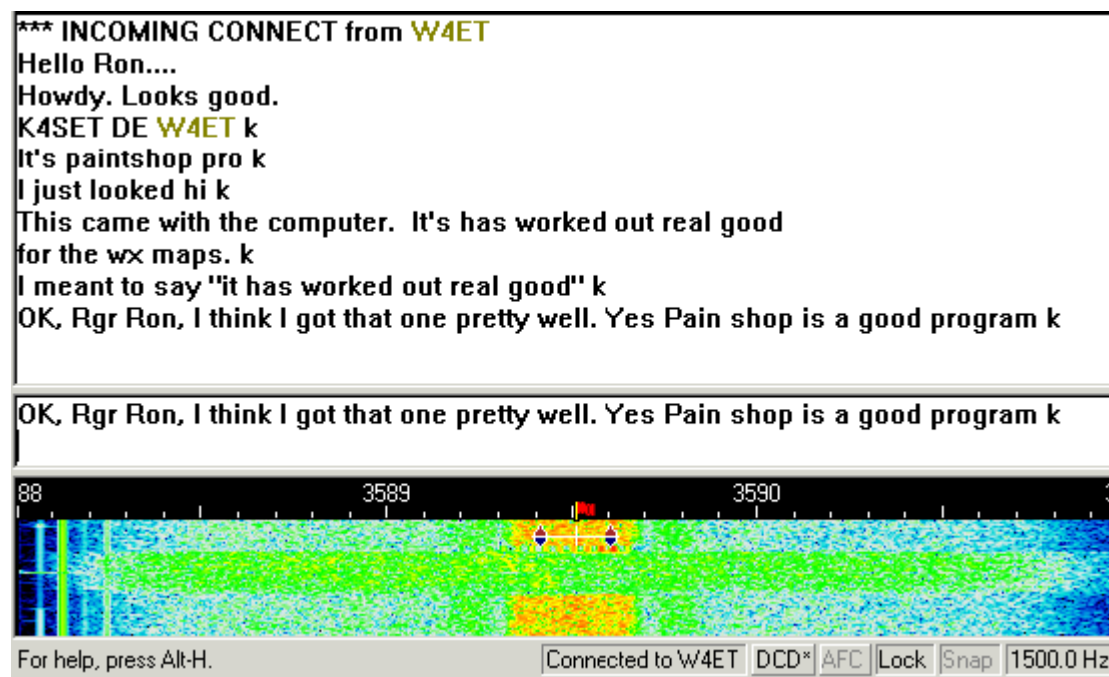 *** INCOMING CONNECT from W4ET
Hello Ron....
Howdy. Looks good.
K4SET DE W4ET k
It's paintshop pro k
I just looked hi k
This came with the computer.  It's has worked out real good
for the wx maps. k
I meant to say "it has worked out real good" k
OK, Rgr Ron, I think I got that one pretty well. Yes Pain shop is a good program k
OK, Rgr Ron, I think I got that one pretty well. Yes Pain shop is a good program k
88 3589 3590
For help, press Alt-H. Connected to W4ET DCD* AFC Lock Snap 1500.0 Hz